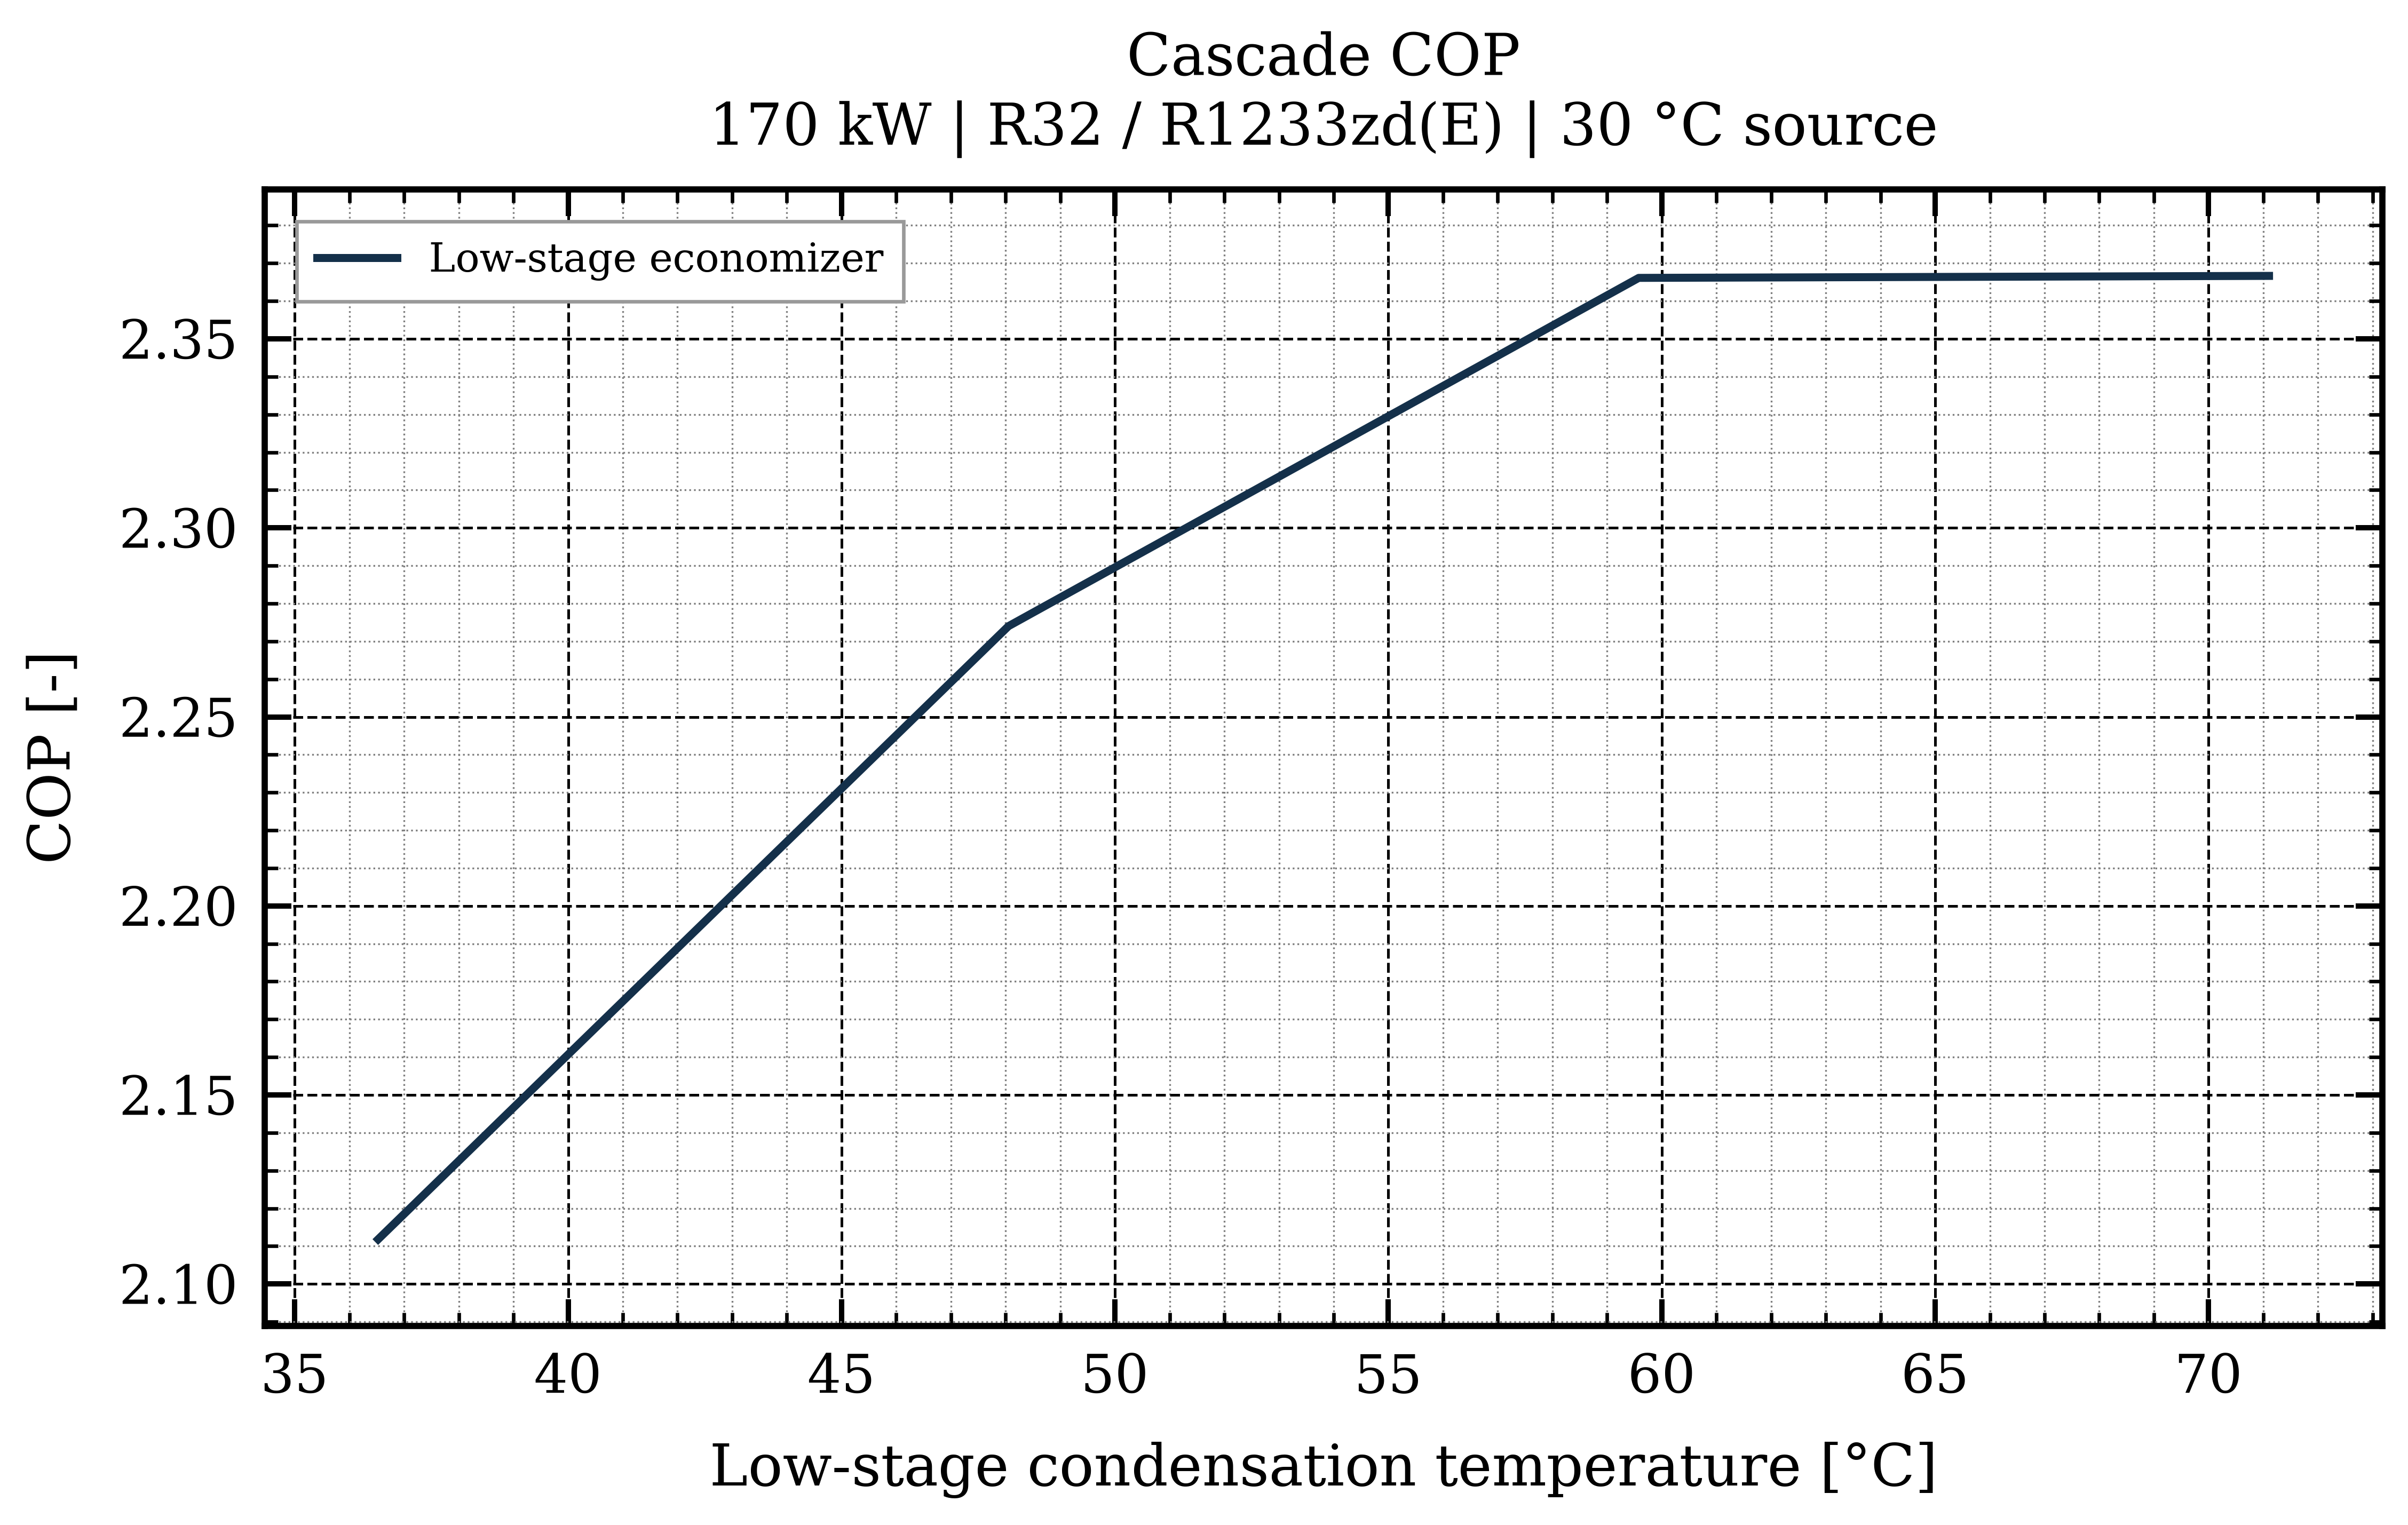 Cascade COP
170 kW | R32 / R1233zd(E) | 30 °C source
Low-stage economizer
2.35
2.30
2.25
2.20
2.15
2.10
COP [-]
35 40 45 50 55 60 65 70
Low-stage condensation temperature [°C]